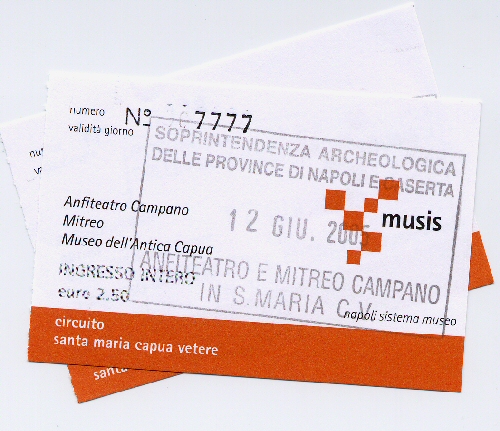 numero Nº 7777
validità giorno
SOPRINTENDENZA ARCHEOLOGICA
DELLE PROVINCE DI NAPOLI E CASERTA
musis
Anfiteatro Campano
Mitreo
Museo dell'Antica Capua
12 GIU. 2005
INGRESSO INTERO
euro 2.50
ANFITEATRO E MITREO CAMPANO
IN S. MARIA C.V.
napoli sistema museo
circuito
santa maria capua vetere
santa